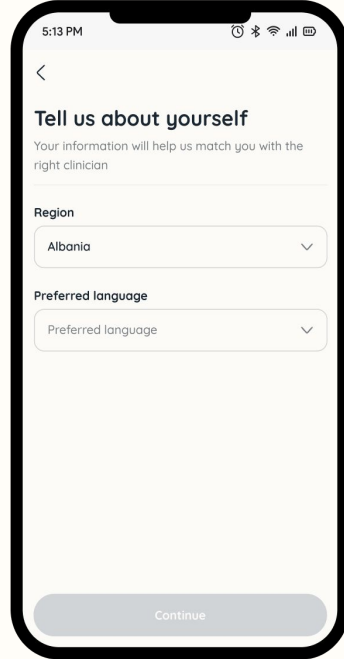 5:13 PM
Tell us about yourself
Your information will help us match you with the
right clinician
Region
Albania
Preferred language
Preferred language
Continue